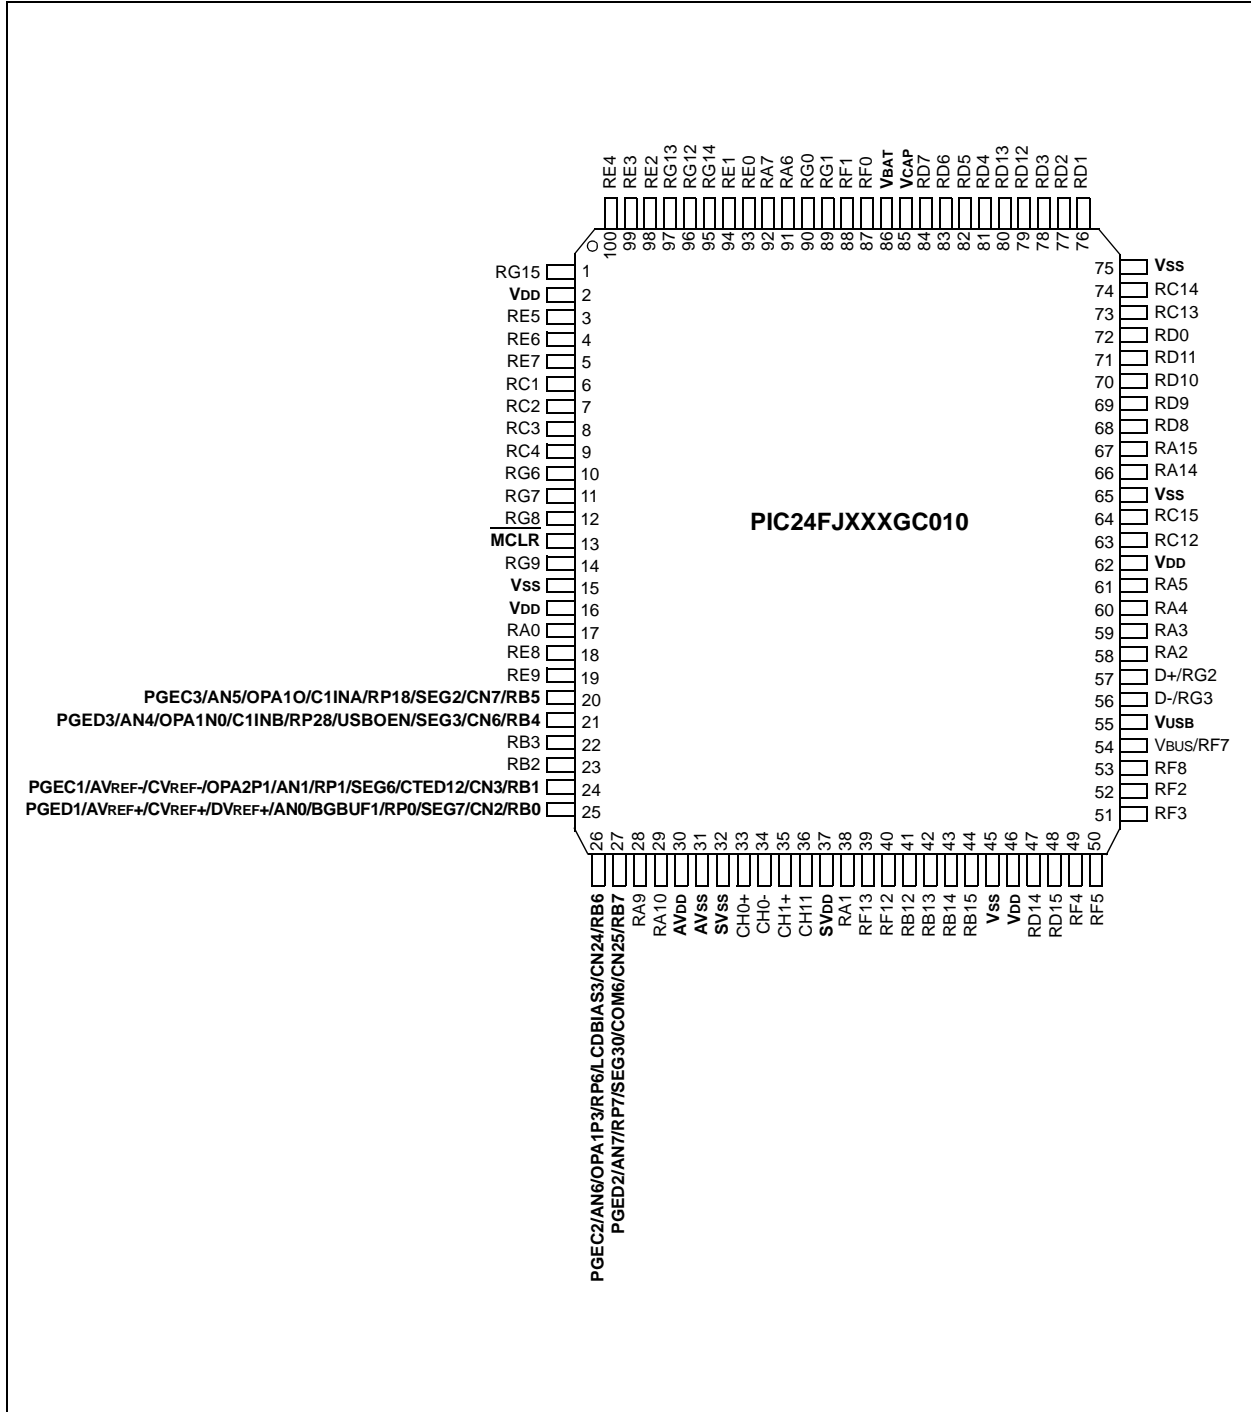 RE4
RE3
RE2
RG13
RG12
RG14
RE1
RE0
RA7
RA6
RG0
RG1
RF1
RF0
VBAT
VCAP
RD7
RD6
RD5
RD4
RD13
RD12
RD3
RD2
RD1
100
99
98
97
96
95
94
93
92
91
90
89
88
87
86
85
84
83
82
81
80
79
78
77
76
RG15 1
VDD 2
RE5 3
RE6 4
RE7 5
RC1 6
RC2 7
RC3 8
RC4 9
RG6 10
RG7 11
RG8 12
MCLR 13
RG9 14
VSS 15
VDD 16
RA0 17
RE8 18
RE9 19
PGEC3/AN5/OPA1O/C1INA/RP18/SEG2/CN7/RB5 20
PGED3/AN4/OPA1N0/C1INB/RP28/USBOEN/SEG3/CN6/RB4 21
RB3 22
RB2 23
PGEC1/AVREF-/CVREF-/OPA2P1/AN1/RP1/SEG6/CTED12/CN3/RB1 24
PGED1/AVREF+/CVREF+/DVREF+/AN0/BGBUF1/RP0/SEG7/CN2/RB0 25
PIC24FJXXXGC010
75 VSS
74 RC14
73 RC13
72 RD0
71 RD11
70 RD10
69 RD9
68 RD8
67 RA15
66 RA14
65 VSS
64 RC15
63 RC12
62 VDD
61 RA5
60 RA4
59 RA3
58 RA2
57 D+/RG2
56 D-/RG3
55 VUSB
54 VBUS/RF7
53 RF8
52 RF2
51 RF3
26
27
28
29
30
31
32
33
34
35
36
37
38
39
40
41
42
43
44
45
46
47
48
49
50
PGEC2/AN6/OPA1P3/RP6/LCDBIAS3/CN24/RB6
PGED2/AN7/RP7/SEG30/COM6/CN25/RB7
RA9
RA10
AVDD
AVSS
SVSS
CH0+
CH0-
CH1+
CH11
SVDD
RA1
RF13
RF12
RB12
RB13
RB14
RB15
VSS
VDD
RD14
RD15
RF4
RF5